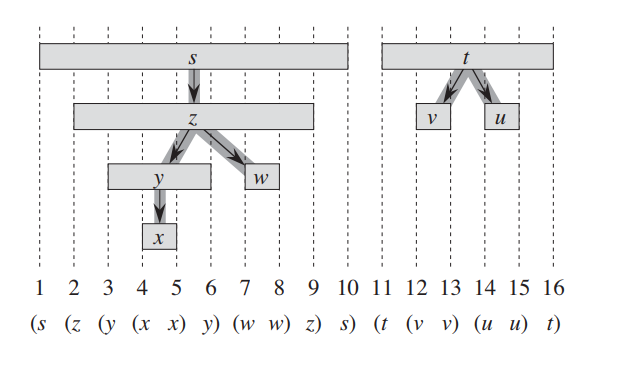 s t
z v u
y w
x
1 2 3 4 5 6 7 8 9 10 11 12 13 14 15 16
(s (z (y (x x) y) (w w) z) s) (t (v v) (u u) t)